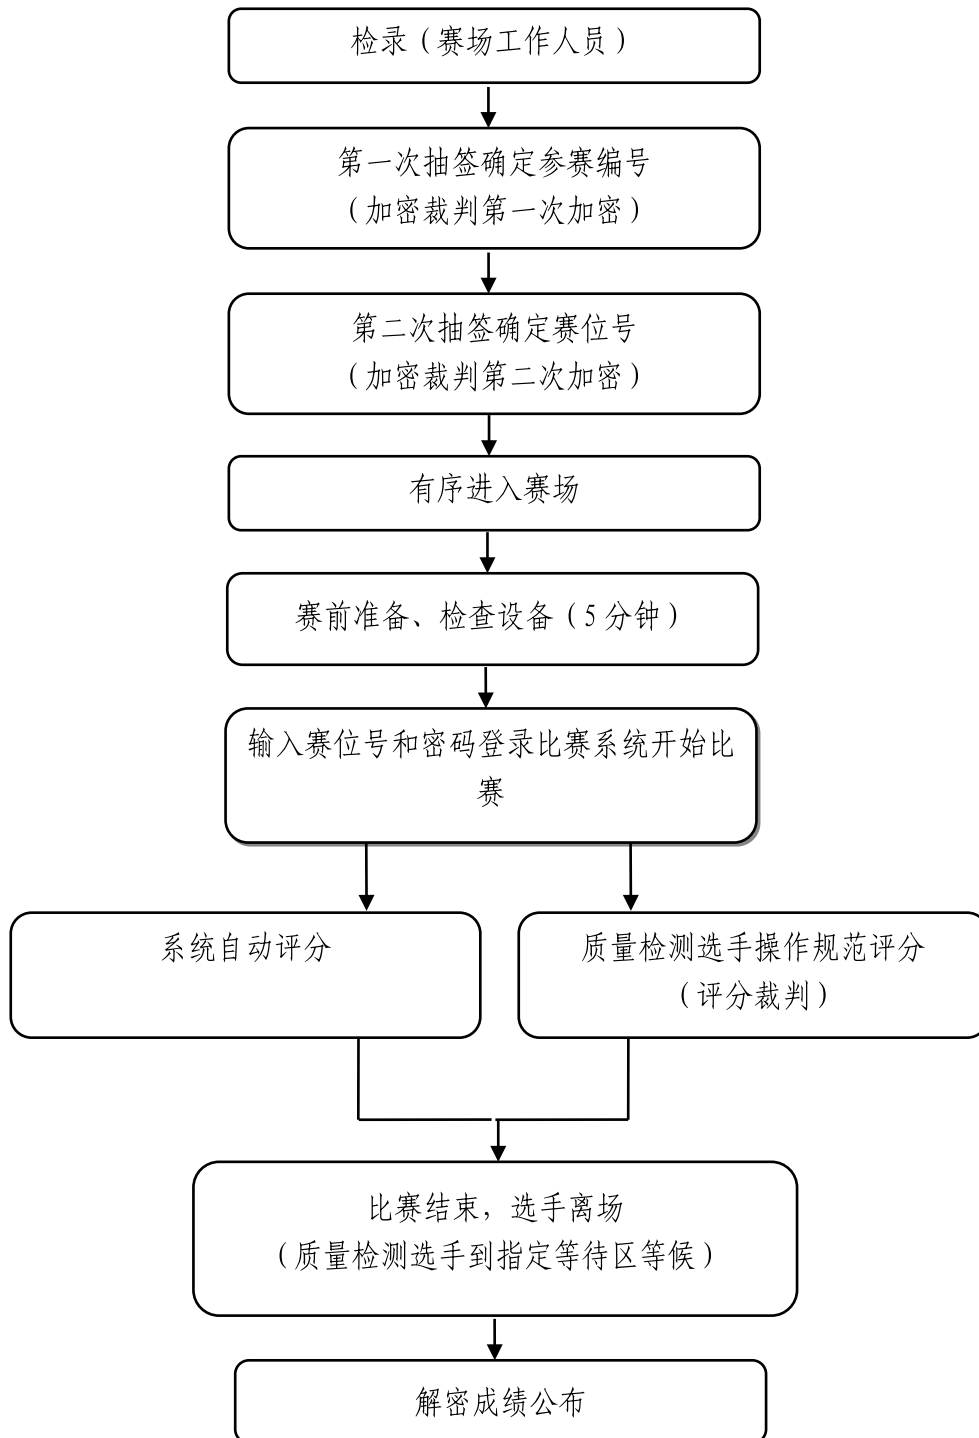 检录（赛场工作人员）
第一次抽签确定参赛编号
（加密裁判第一次加密）
第二次抽签确定赛位号
（加密裁判第二次加密）
有序进入赛场
赛前准备、检查设备（5 分钟）
输入赛位号和密码登录比赛系统开始比
赛
系统自动评分
质量检测选手操作规范评分
（评分裁判）
比赛结束，选手离场
（质量检测选手到指定等待区等候）
解密成绩公布